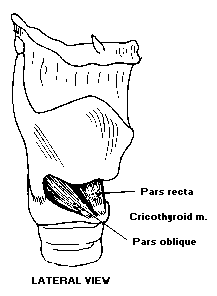 Pars recta
Cricothyroid m.
Pars oblique
LATERAL VIEW